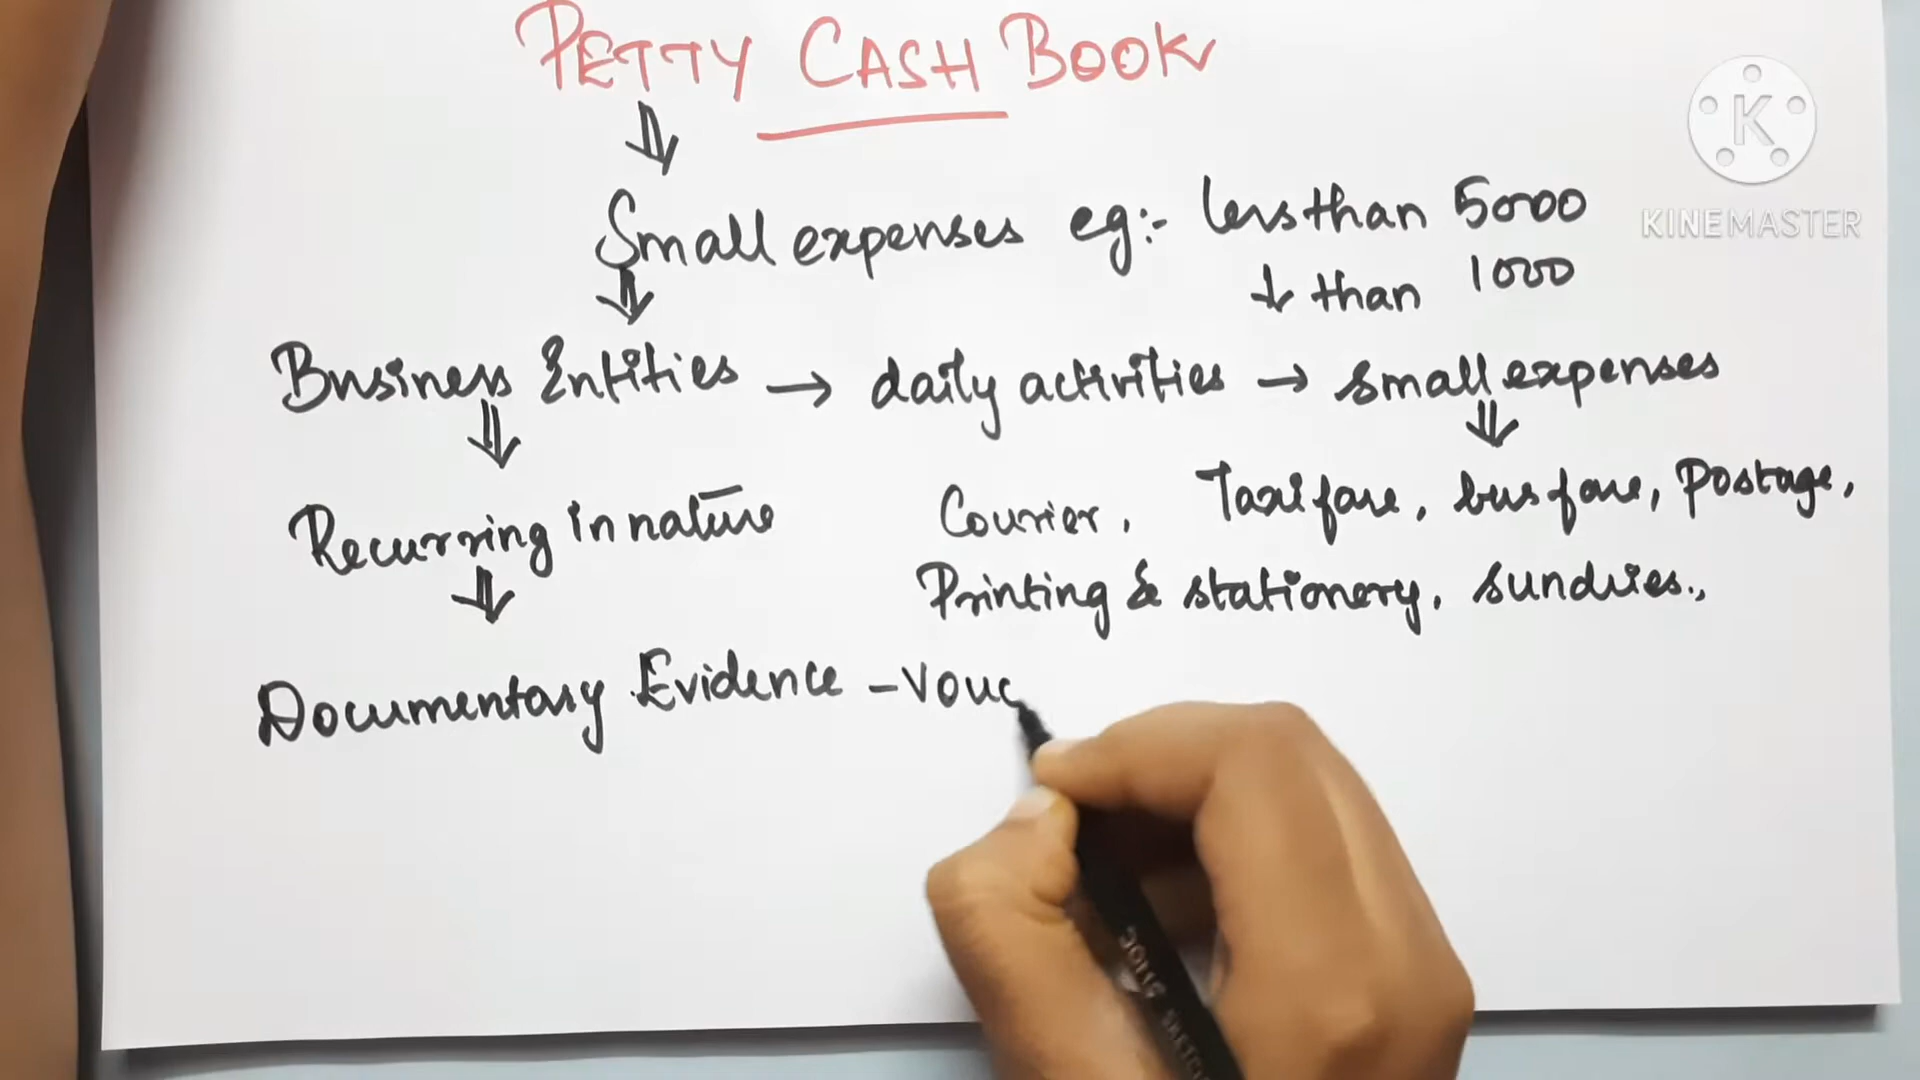 PETTY CASH BOOK
Small expenses eg:- less than 5000
↓ than 1000
Business Entities → daily activities → small expenses
Recurring in nature
Courier, Taxi fare, bus fare, Postage,
Printing & stationery, sundries.,
Documentary Evidence - Vouc
K
KINEMASTER